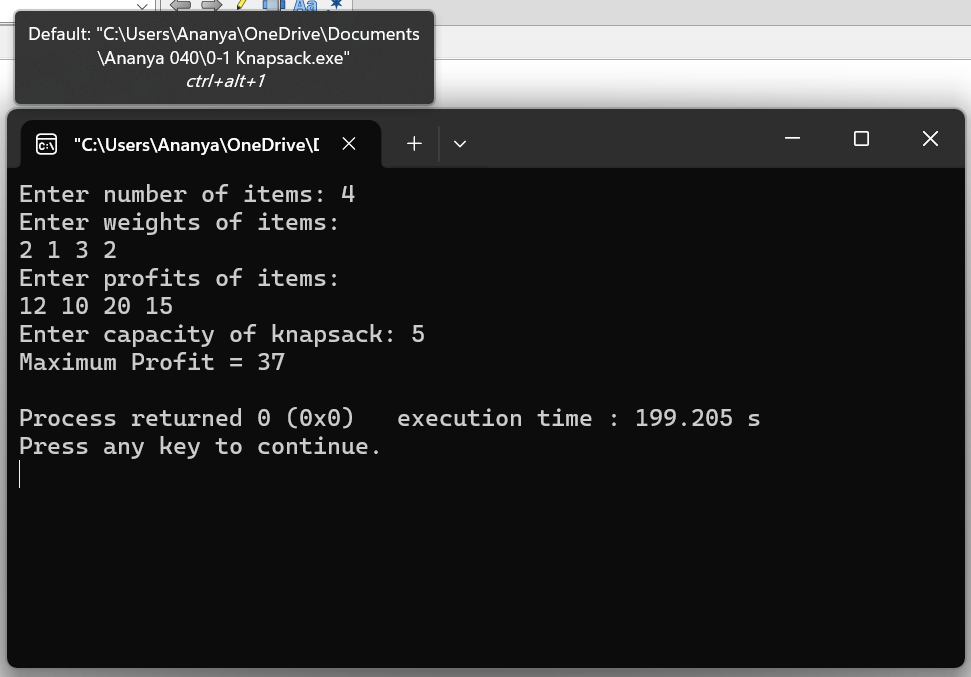 Aa
Default: "C:\Users\Ananya\OneDrive\Documents
\Ananya 040\0-1 Knapsack.exe"
ctrl+alt+1
"C:\Users\Ananya\OneDrive\D
Enter number of items: 4
Enter weights of items:
2 1 3 2
Enter profits of items:
12 10 20 15
Enter capacity of knapsack: 5
Maximum Profit = 37
Process returned 0 (0x0)   execution time : 199.205 s
Press any key to continue.